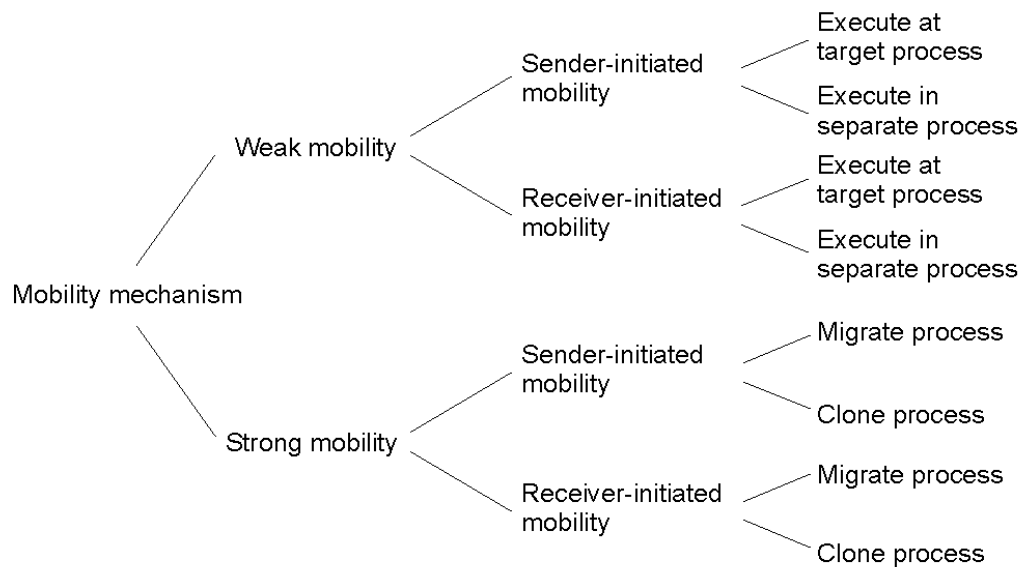 Execute at
target process
Sender-initiated
mobility
Execute in
separate process
Weak mobility
Execute at
target process
Receiver-initiated
mobility
Execute in
separate process
Mobility mechanism
Migrate process
Sender-initiated
mobility
Clone process
Strong mobility
Migrate process
Receiver-initiated
mobility
Clone process